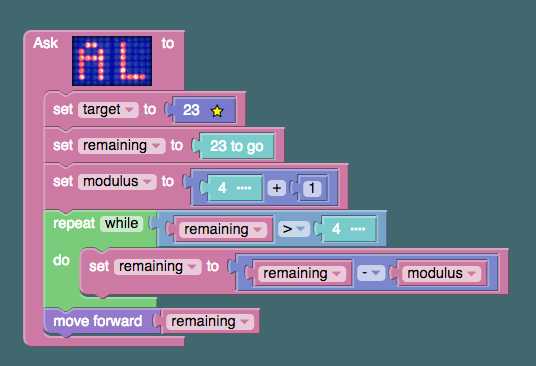 Ask AL to
set target to 23
set remaining to 23 to go
set modulus to 4 + 1
repeat while remaining > 4
do set remaining to remaining - modulus
move forward remaining